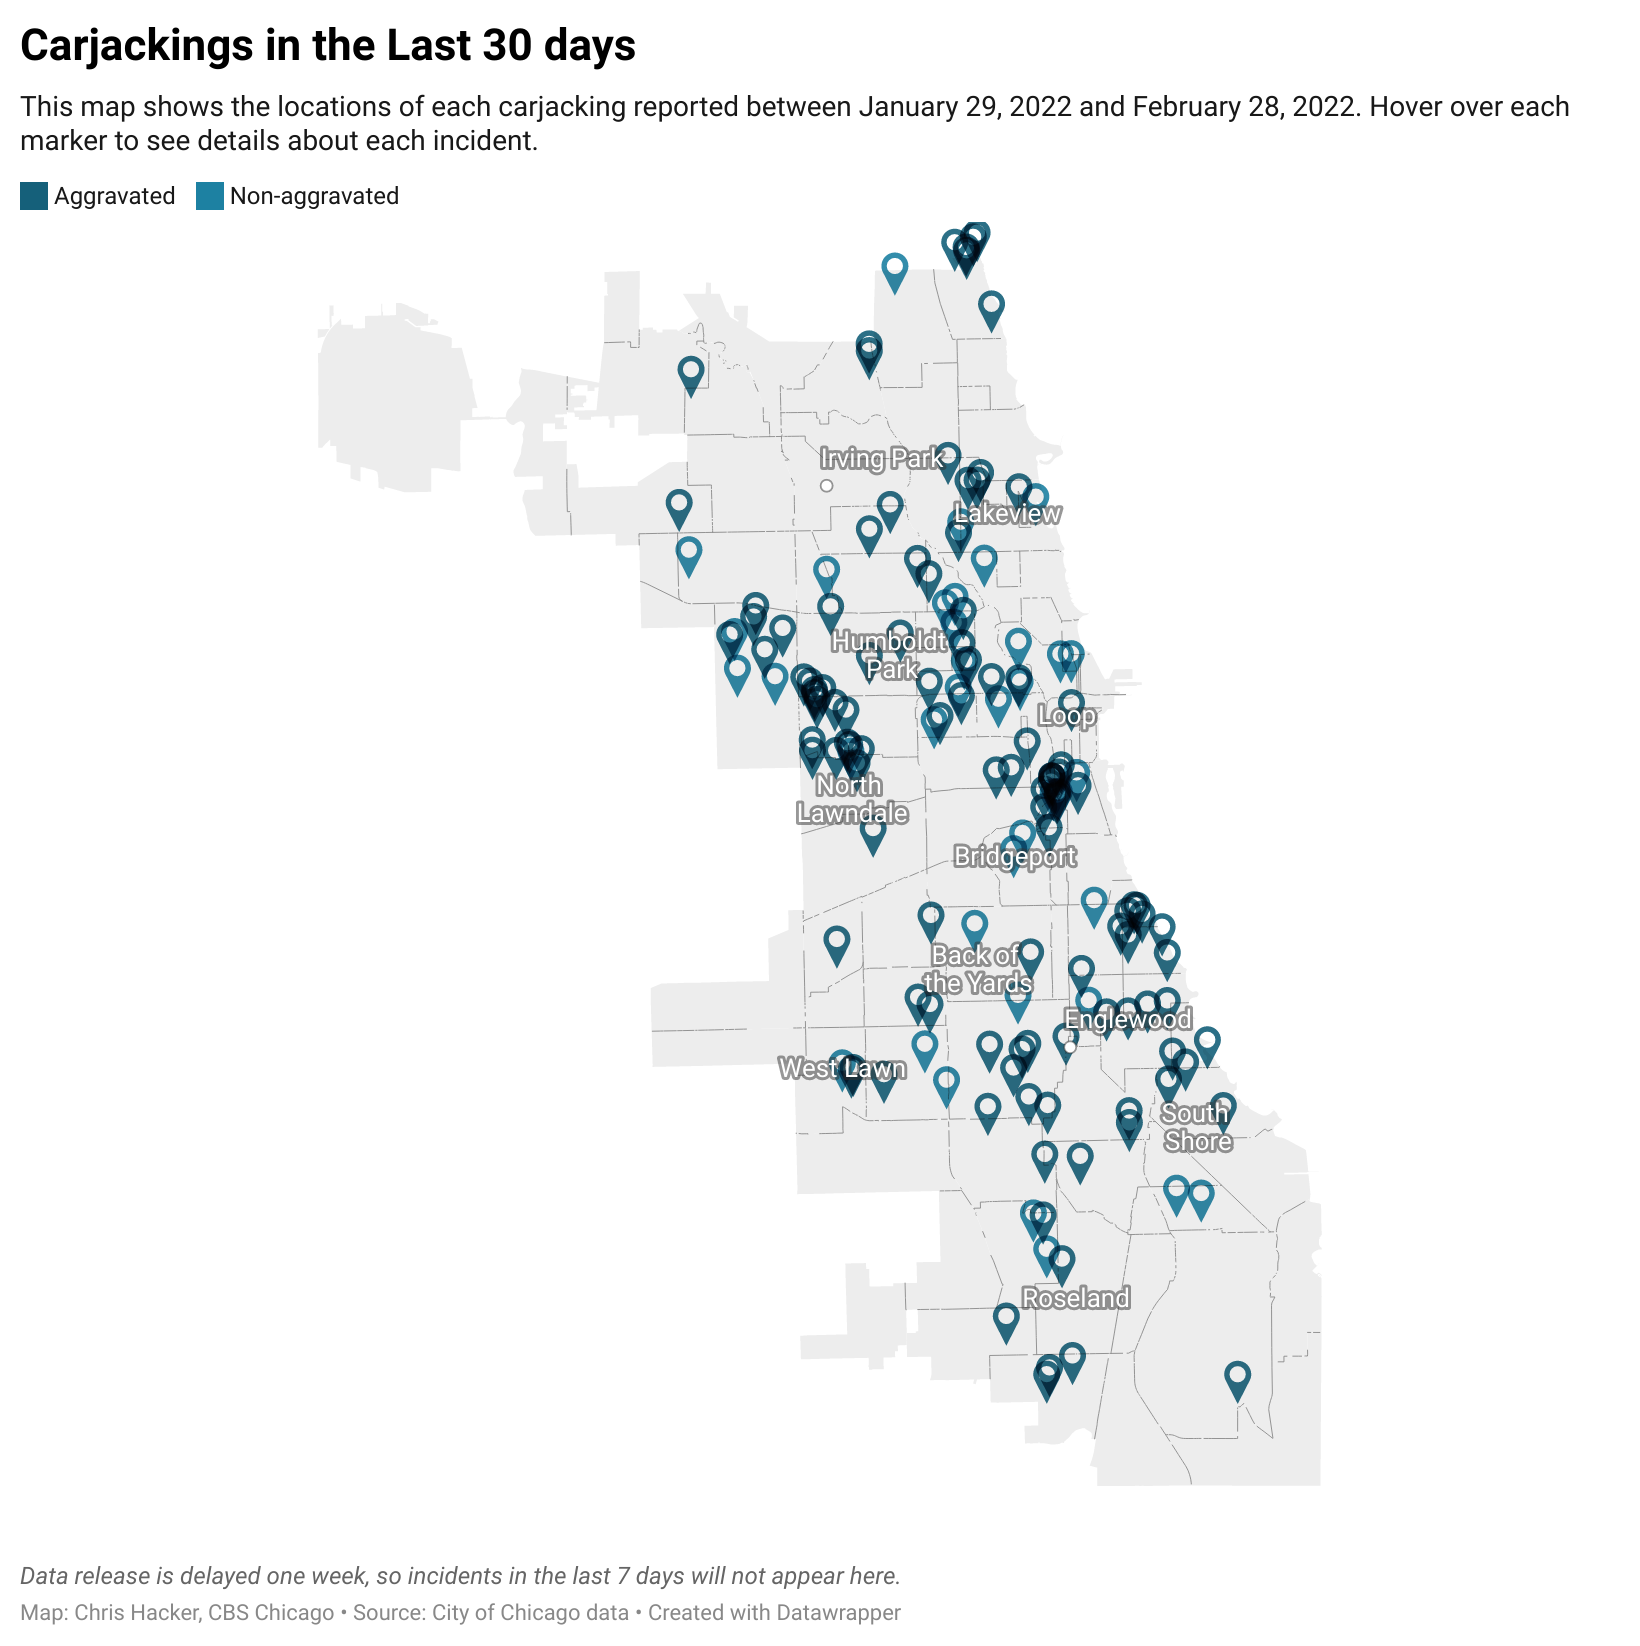 Carjackings in the Last 30 days
This map shows the locations of each carjacking reported between January 29, 2022 and February 28, 2022. Hover over each
marker to see details about each incident.
Aggravated Non-aggravated
Irving Park
Lakeview
Humboldt
Park
Loop
North
Lawndale
Bridgeport
Back of
the Yards
Englewood
West Lawn
South
Shore
Roseland
Data release is delayed one week, so incidents in the last 7 days will not appear here.
Map: Chris Hacker, CBS Chicago • Source: City of Chicago data • Created with Datawrapper